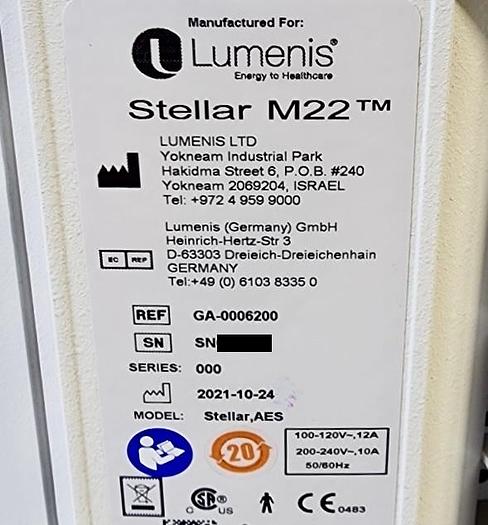 Manufactured For:
Lumenis®
Energy to Healthcare
Stellar M22™
LUMENIS LTD
Yokneam Industrial Park
Hakidma Street 6, P.O.B. #240
Yokneam 2069204, ISRAEL
Tel: +972 4 959 9000
Lumenis (Germany) GmbH
Heinrich-Hertz-Str 3
EC REP D-63303 Dreieich-Dreieichenhain
GERMANY
Tel:+49 (0) 6103 8335 0
REF GA-0006200
SN SN
SERIES: 000
2021-10-24
MODEL: Stellar,AES
20
100-120V~,12A
200-240V~,10A
50/60Hz
C SA® US
CE 0483